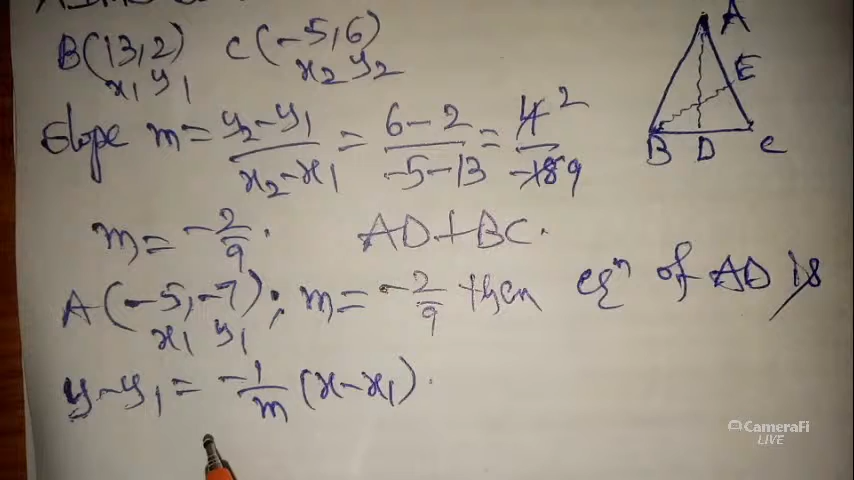 B(13,2) C(-5,6)
x₁ y₁ x₂ y₂
Slope m = y₂-y₁/x₂-x₁ = 6-2/-5-13 = 4 2/-18 9
m = -2/9. AD⊥BC.
A(-5,-7); m = -2/9 then eqⁿ of AD is
x₁ y₁
y-y₁ = -1/m (x-x₁).
A
E
B D C
CameraFi
LIVE